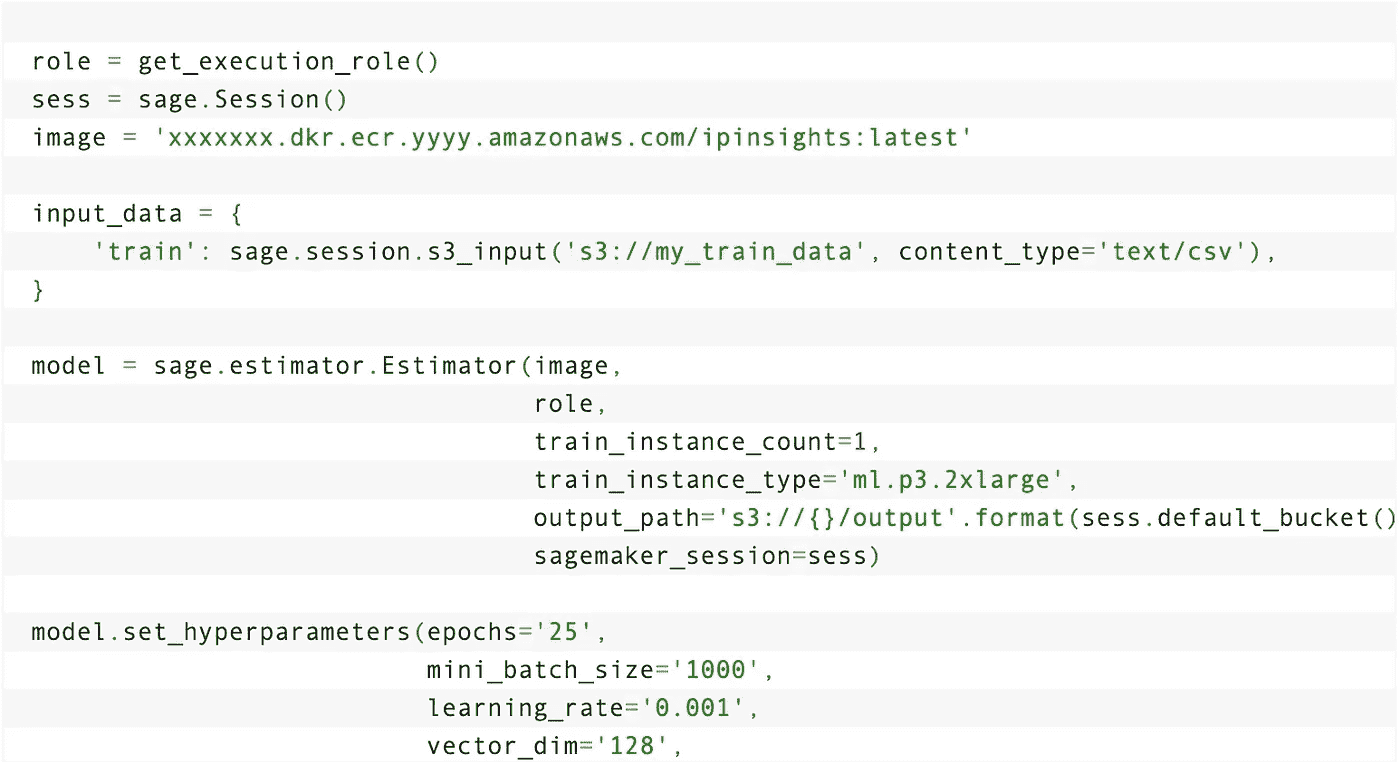 role = get_execution_role()
sess = sage.Session()
image = 'xxxxxxx.dkr.ecr.yyyy.amazonaws.com/ipinsights:latest'
input_data = {
    'train': sage.session.s3_input('s3://my_train_data', content_type='text/csv'),
}
model = sage.estimator.Estimator(image,
                                 role,
                                 train_instance_count=1,
                                 train_instance_type='ml.p3.2xlarge',
                                 output_path='s3://{}/output'.format(sess.default_bucket()
                                 sagemaker_session=sess)
model.set_hyperparameters(epochs='25',
                          mini_batch_size='1000',
                          learning_rate='0.001',
                          vector_dim='128',